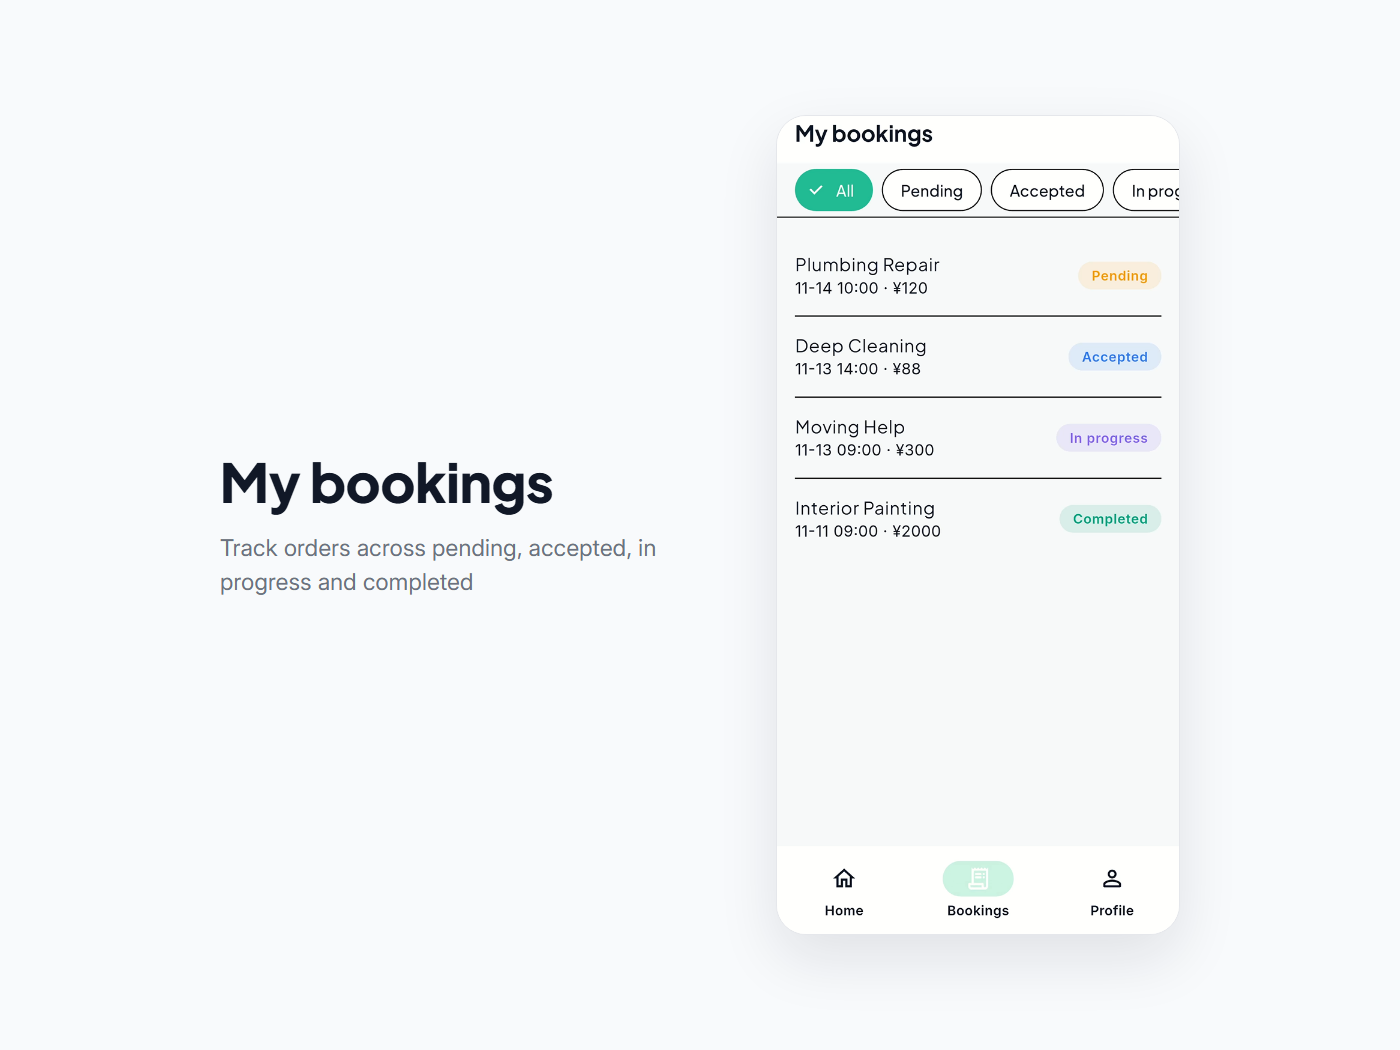 My bookings
Track orders across pending, accepted, in
progress and completed
My bookings
All
Pending
Accepted
In prog
Plumbing Repair
11-14 10:00 · ¥120
Pending
Deep Cleaning
11-13 14:00 · ¥88
Accepted
Moving Help
11-13 09:00 · ¥300
In progress
Interior Painting
11-11 09:00 · ¥2000
Completed
Home
Bookings
Profile